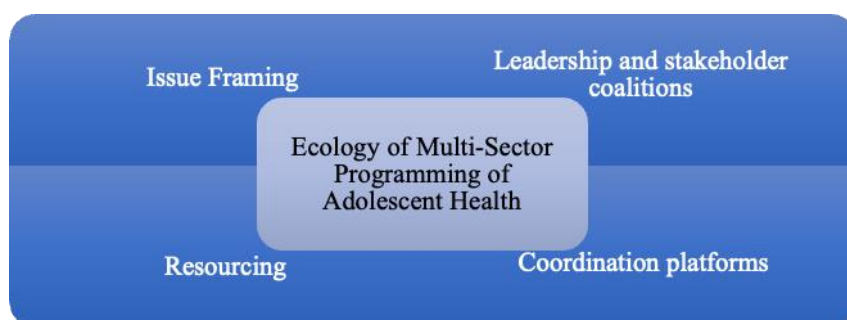 Issue Framing
Leadership and stakeholder
coalitions
Ecology of Multi-Sector
Programming of
Adolescent Health
Resourcing
Coordination platforms